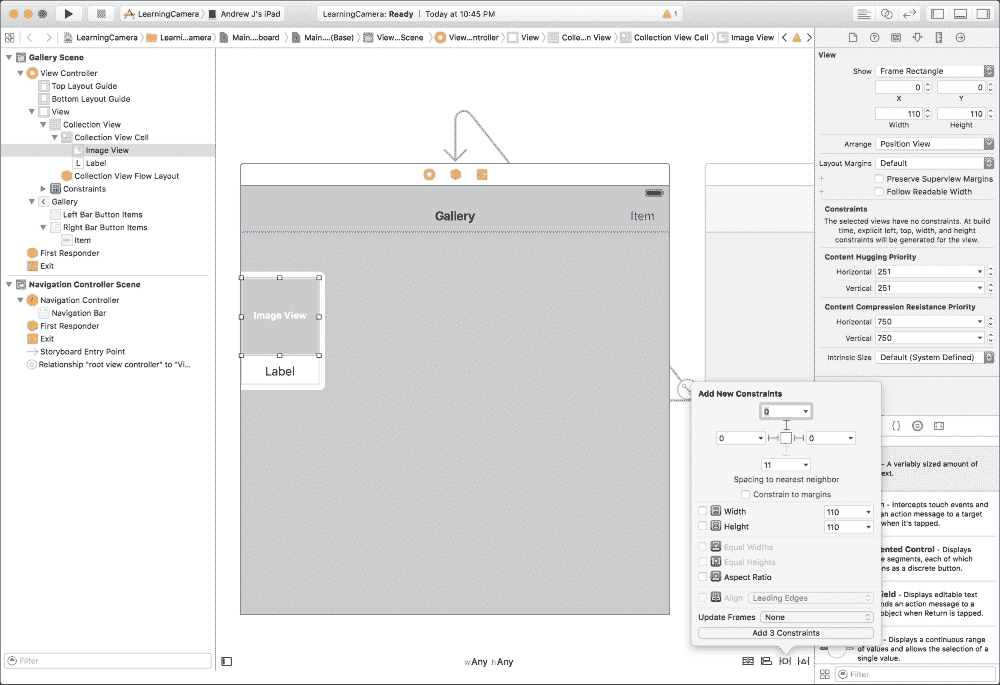 LearningCamera
Andrew J's iPad
LearningCamera: Ready
Today at 10:45 PM
1
LearningCamera
Learni...amera
Main....board
Main....(Base)
View...Scene
View...ntroller
View
Colle...n View
Collection View Cell
Image View
Gallery Scene
View Controller
Top Layout Guide
Bottom Layout Guide
View
Collection View
Collection View Cell
Image View
L Label
Collection View Flow Layout
Constraints
Gallery
Left Bar Button Items
Right Bar Button Items
Item
First Responder
Exit
Navigation Controller Scene
Navigation Controller
Navigation Bar
First Responder
Exit
Storyboard Entry Point
Relationship "root view controller" to "Vi...
Filter
Gallery
Item
Image View
Label
wAny hAny
View
Show Frame Rectangle
0 0
X Y
110 110
Width Height
Arrange Position View
Layout Margins Default
+ Preserve Superview Margins
+ Follow Readable Width
Constraints
The selected views have no constraints. At build
time, explicit left, top, width, and height
constraints will be generated for the view.
Content Hugging Priority
Horizontal 251
Vertical 251
Content Compression Resistance Priority
Horizontal 750
Vertical 750
Intrinsic Size Default (System Defined)
Add New Constraints
0
0 0
11
Spacing to nearest neighbor
Constrain to margins
Width 110
Height 110
Equal Widths
Equal Heights
Aspect Ratio
Align Leading Edges
Update Frames None
Add 3 Constraints
{}
- A variably sized amount of
ext.
n - Intercepts touch events and
an action message to a target
when it's tapped.
ented Control - Displays
e segments, each of which
ons as a discrete button.
ield - Displays editable text
nds an action message to a
object when Return is tapped.
- Displays a continuous range
of values and allows the selection of a
single value.
Filter